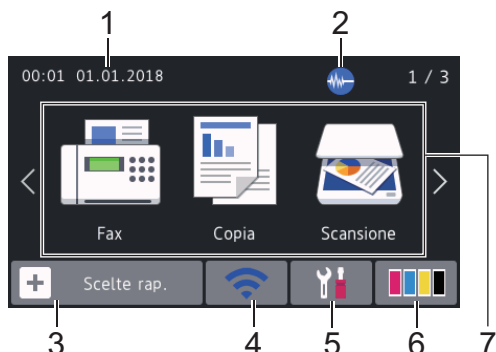 1 2
00:01 01.01.2018 1 / 3
Fax Copia Scansione
+ Scelte rap.
3 4 5 6 7